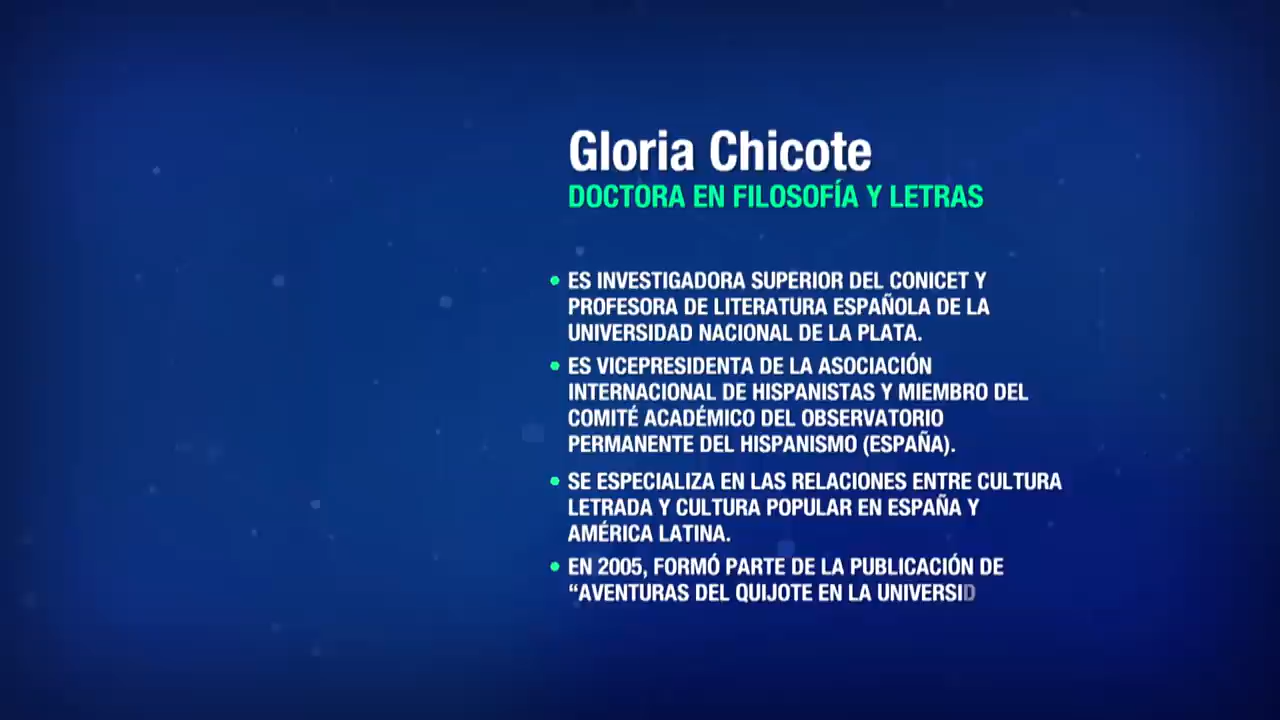 Gloria Chicote
DOCTORA EN FILOSOFÍA Y LETRAS
• ES INVESTIGADORA SUPERIOR DEL CONICET Y
PROFESORA DE LITERATURA ESPAÑOLA DE LA
UNIVERSIDAD NACIONAL DE LA PLATA.
• ES VICEPRESIDENTA DE LA ASOCIACIÓN
INTERNACIONAL DE HISPANISTAS Y MIEMBRO DEL
COMITÉ ACADÉMICO DEL OBSERVATORIO
PERMANENTE DEL HISPANISMO (ESPAÑA).
• SE ESPECIALIZA EN LAS RELACIONES ENTRE CULTURA
LETRADA Y CULTURA POPULAR EN ESPAÑA Y
AMÉRICA LATINA.
• EN 2005, FORMÓ PARTE DE LA PUBLICACIÓN DE
“AVENTURAS DEL QUIJOTE EN LA UNIVERSID